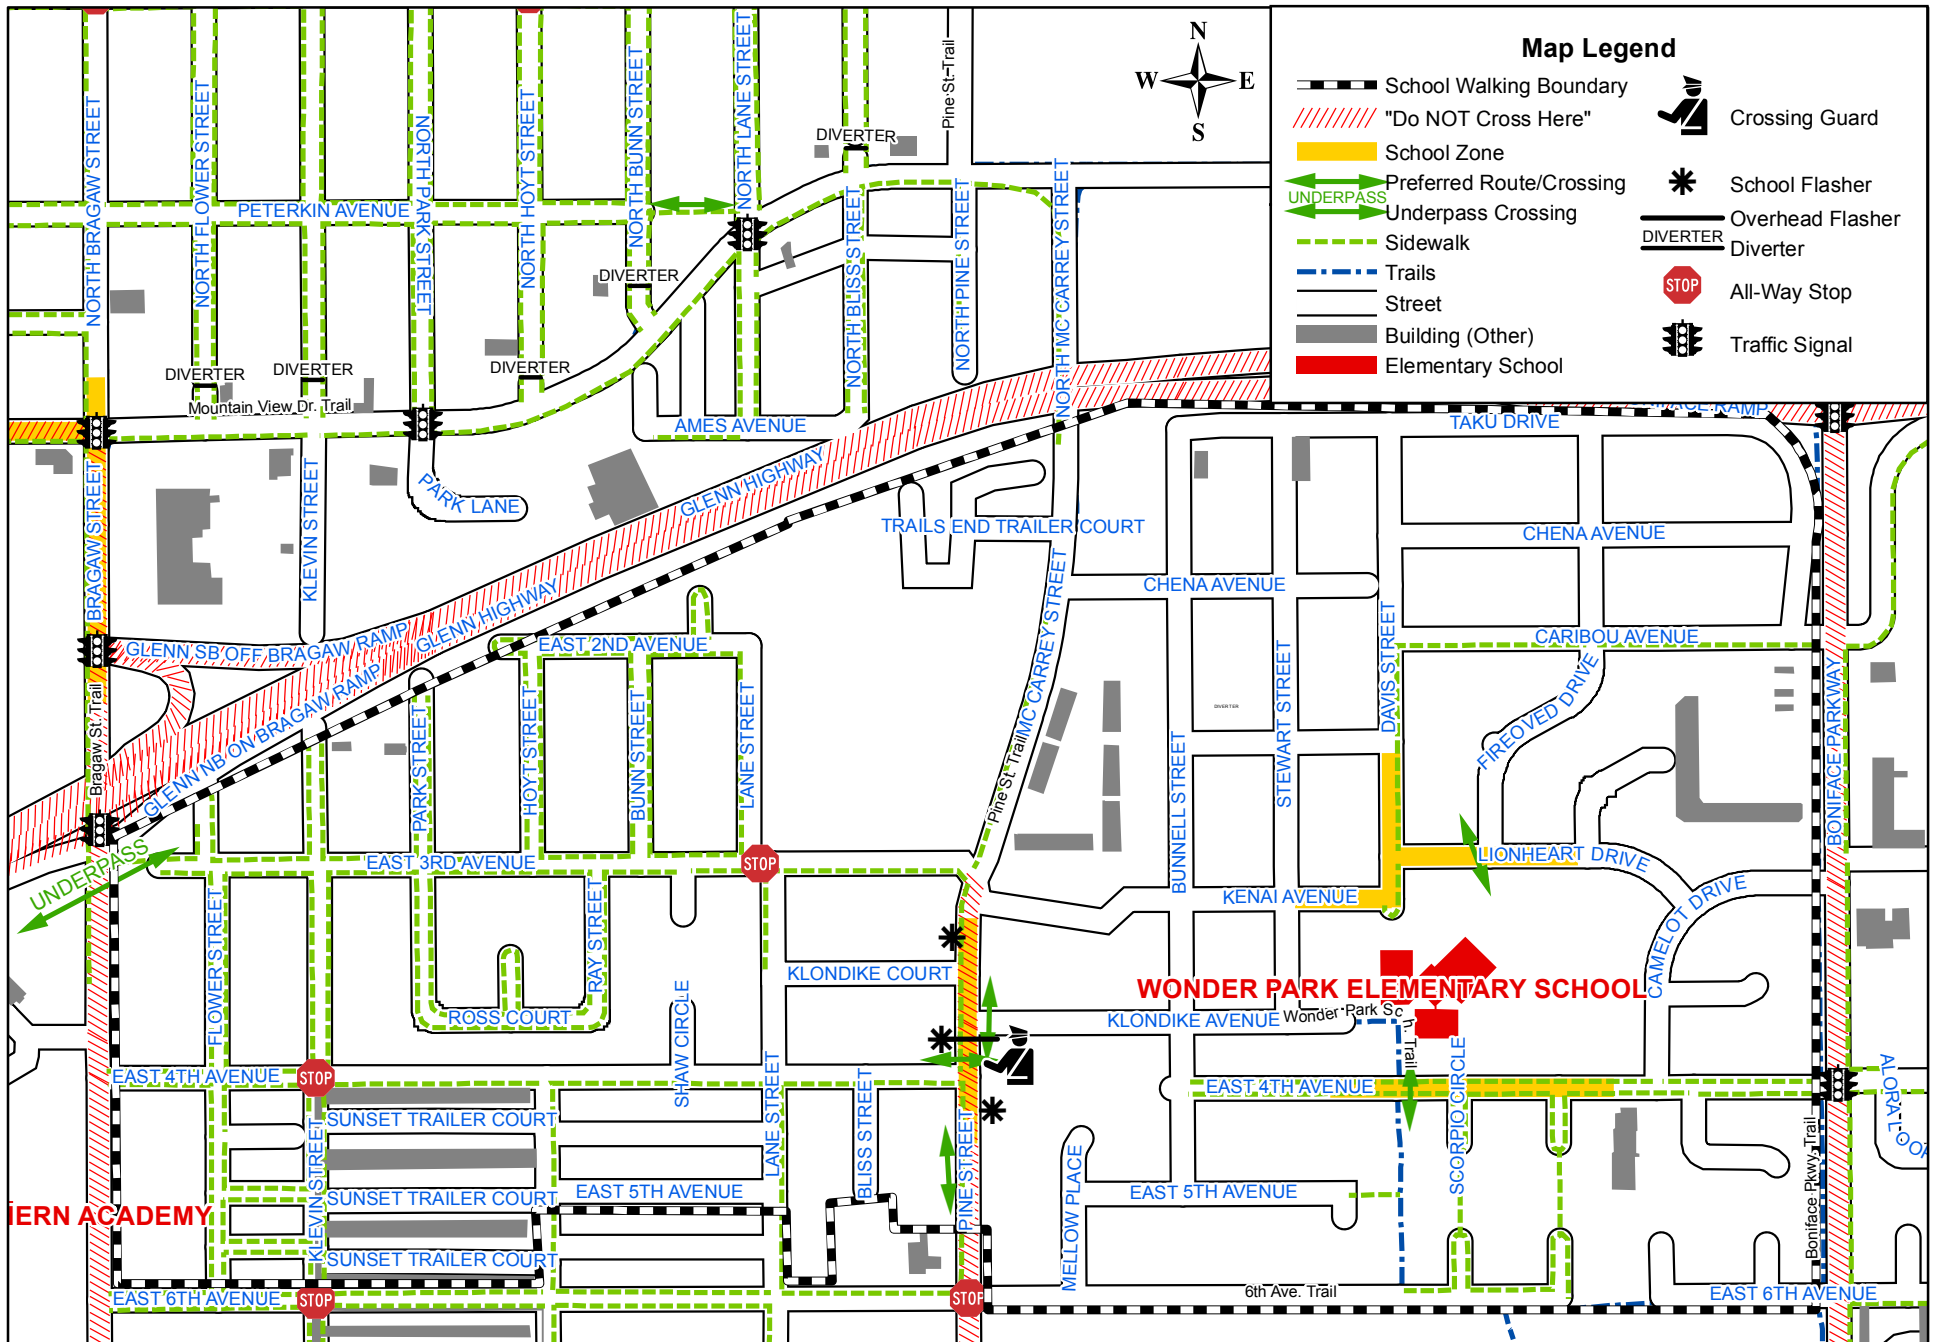 Map Legend
School Walking Boundary
"Do NOT Cross Here"
School Zone
Preferred Route/Crossing
UNDERPASS
Underpass Crossing
Sidewalk
Trails
Street
Building (Other)
Elementary School
Crossing Guard
School Flasher
Overhead Flasher
DIVERTER
Diverter
STOP
All-Way Stop
Traffic Signal
N
W
E
S
NORTH BRAGAW STREET
NORTH FLOWER STREET
NORTH PARK STREET
NORTH HOYT STREET
NORTH BUNN STREET
NORTH LANE STREET
Pine St. Trail
DIVERTER
PETERKIN AVENUE
NORTH BLISS STREET
NORTH PINE STREET
NORTH MC CARREY STREET
DIVERTER
DIVERTER
DIVERTER
DIVERTER
Mountain View Dr. Trail
AMES AVENUE
TAKU DRIVE
BRAGAW STREET
KLEVIN STREET
PARK LANE
GLENN HIGHWAY
TRAILS END TRAILER COURT
CHENA AVENUE
CHENA AVENUE
GLENN SB OFF BRAGAW RAMP
GLENN HIGHWAY
EAST 2ND AVENUE
MC CARREY STREET
DAVIS STREET
CARIBOU AVENUE
Bragaw St. Trail
GLENN NB ON BRAGAW RAMP
PARK STREET
HOYT STREET
BUNN STREET
LANE STREET
Pine St. Trail
BUNNELL STREET
STEWART STREET
DIVERTER
FIREOVED DRIVE
BONIFACE PARKWAY
UNDERPASS
EAST 3RD AVENUE
STOP
LIONHEART DRIVE
KENAI AVENUE
CAMELOT DRIVE
FLOWER STREET
RAY STREET
KLONDIKE COURT
WONDER PARK ELEMENTARY SCHOOL
ROSS COURT
SHAW CIRCLE
KLONDIKE AVENUE
Wonder Park Sch. Trail
EAST 4TH AVENUE
STOP
EAST 4TH AVENUE
SCORPIO CIRCLE
SUNSET TRAILER COURT
KLEVIN STREET
LANE STREET
BLISS STREET
PINE STREET
MELLOW PLACE
Boniface Pkwy. Trail
SUNSET TRAILER COURT
EAST 5TH AVENUE
EAST 5TH AVENUE
IERN ACADEMY
SUNSET TRAILER COURT
EAST 6TH AVENUE
STOP
STOP
6th Ave. Trail
EAST 6TH AVENUE